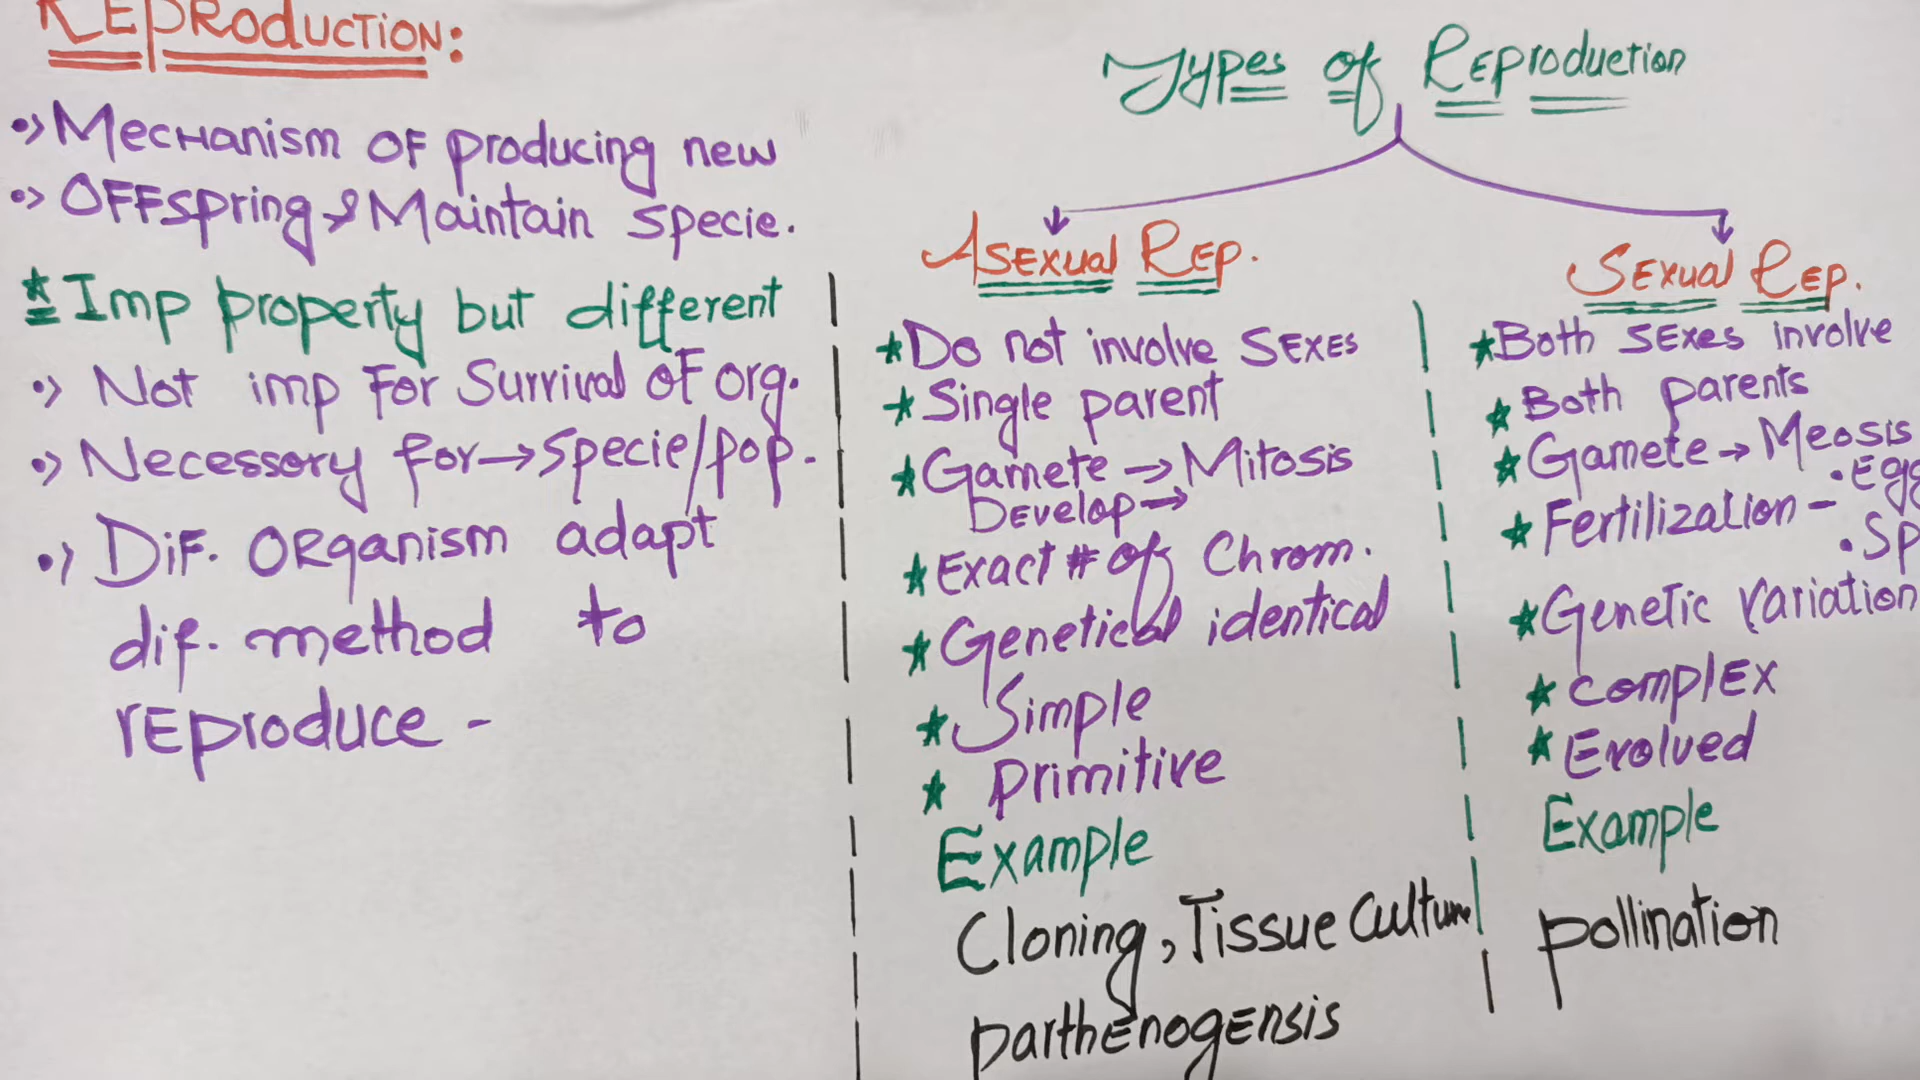 REPRODUCTION:
Mechanism of producing new
Offspring & Maintain specie.
Imp property but different
Not imp for Survival of org.
Necessory for → specie/pop.
Dif. Organism adapt
dif. method to
reproduce -
Types of Reproduction
Asexual Rep.
Do not involve sexes
Single parent
Gamete → Mitosis
Develop →
Exact # of Chrom.
Genetical identical
Simple
Primitive
Example
Cloning, Tissue Culture
parthenogensis
Sexual Rep.
Both sexes involve
Both parents
Gamete → Meosis
• Egg
Fertilization -
• Sp
Genetic Variation
complex
Evolved
Example
pollination